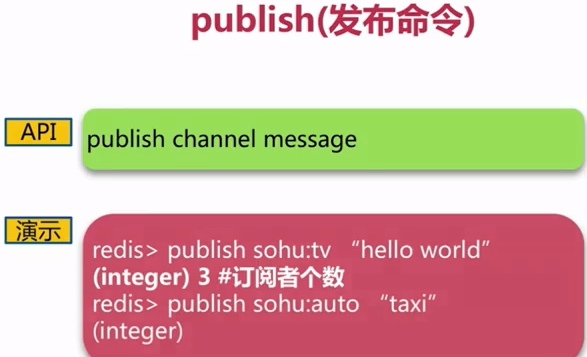 publish(发布命令)
API
publish channel message
演示
redis> publish sohu:tv “hello world”
(integer) 3 #订阅者个数
redis> publish sohu:auto “taxi”
(integer)